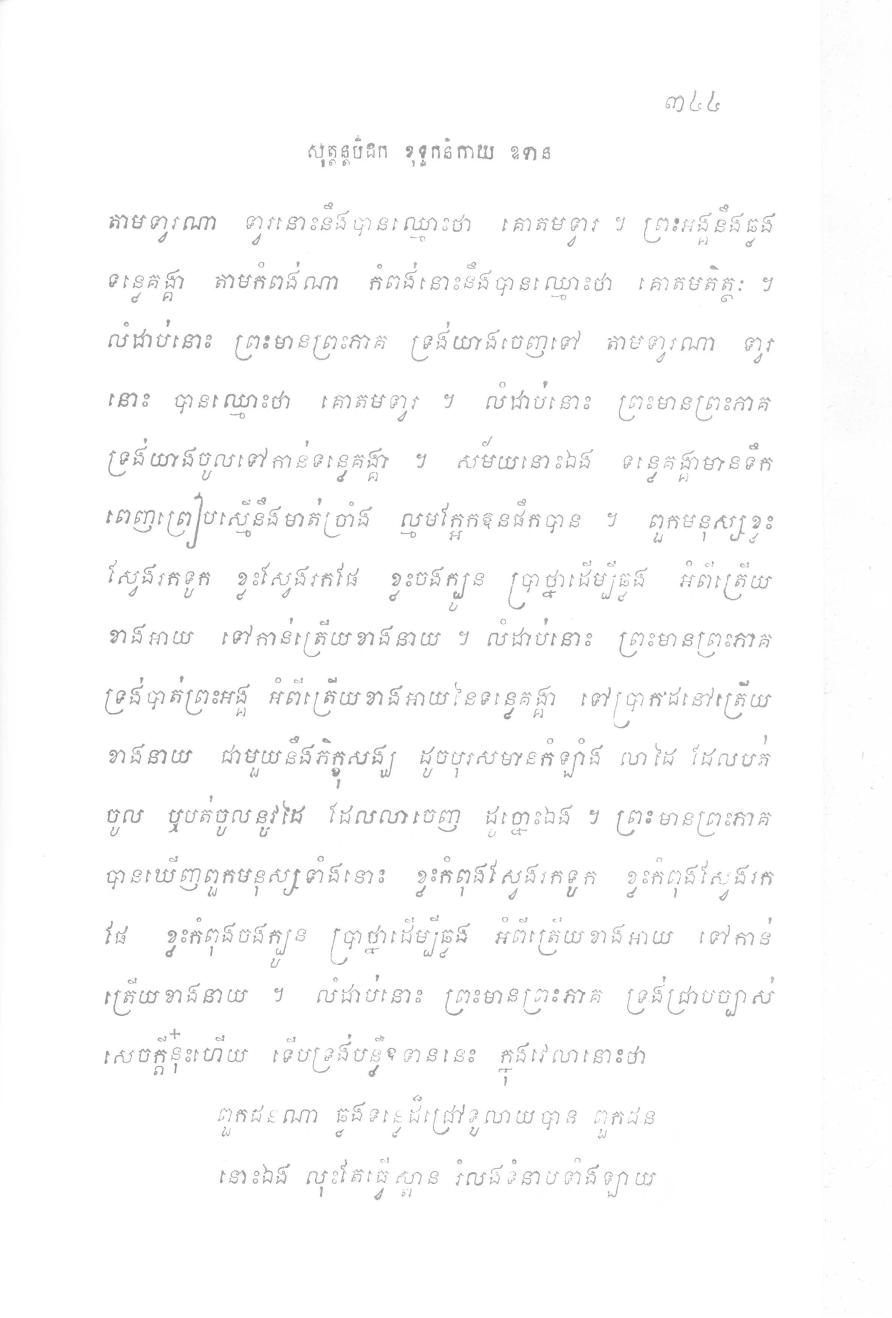 ៣៤៤
សុត្តន្តបិដក ខុទ្ទកនិកាយ ឧទាន
តាមទ្វារណា ទ្វារនោះនឹងបានឈ្មោះថា គោតមទ្វារ ។ ព្រះអង្គនឹងឆ្លង
ទន្លេគង្គា តាមកំពង់ណា កំពង់នោះនឹងបានឈ្មោះថា គោតមតិត្ថៈ ។
លំដាប់នោះ ព្រះមានព្រះភាគ ទ្រង់យាងចេញទៅ តាមទ្វារណា ទ្វារ
នោះ បានឈ្មោះថា គោតមទ្វារ ។ លំដាប់នោះ ព្រះមានព្រះភាគ
ទ្រង់យាងចូលទៅកាន់ទន្លេគង្គា ។ សម័យនោះឯង ទន្លេគង្គាមានទឹក
ពេញព្រៀបស្មើនឹងមាត់ច្រាំង ល្មមក្អែកឱនផឹកបាន ។ ពួកមនុស្សខ្លះ
ស្វែងរកទូក ខ្លះស្វែងរកផែ ខ្លះចងក្បូន ប្រាថ្នាដើម្បីឆ្លង អំពីត្រើយ
ខាងអាយ ទៅកាន់ត្រើយខាងនាយ ។ លំដាប់នោះ ព្រះមានព្រះភាគ
ទ្រង់បាត់ព្រះអង្គ អំពីត្រើយខាងអាយនៃទន្លេគង្គា ទៅប្រាកដនៅត្រើយ
ខាងនាយ ជាមួយនឹងភិក្ខុសង្ឃ ដូចបុរសមានកំឡាំង លាដៃ ដែលបត់
ចូល ឬបត់ចូលនូវដៃ ដែលលាចេញ ដូច្នោះឯង ។ ព្រះមានព្រះភាគ
បានឃើញពួកមនុស្សទាំងនោះ ខ្លះកំពុងស្វែងរកទូក ខ្លះកំពុងស្វែងរក
ផែ ខ្លះកំពុងចងក្បូន ប្រាថ្នាដើម្បីឆ្លង អំពីត្រើយខាងអាយ ទៅកាន់
ត្រើយខាងនាយ ។ លំដាប់នោះ ព្រះមានព្រះភាគ ទ្រង់ជ្រាបច្បាស់
សេចក្តីនុ៎ះហើយ ទើបទ្រង់បន្លឺឧទាននេះ ក្នុងវេលានោះថា
ពួកជនណា ឆ្លងទន្លេដ៏ជ្រៅទូលាយបាន ពួកជន
នោះឯង លុះតែធ្វើស្ពាន រំលងទំនាបទាំងឡាយ